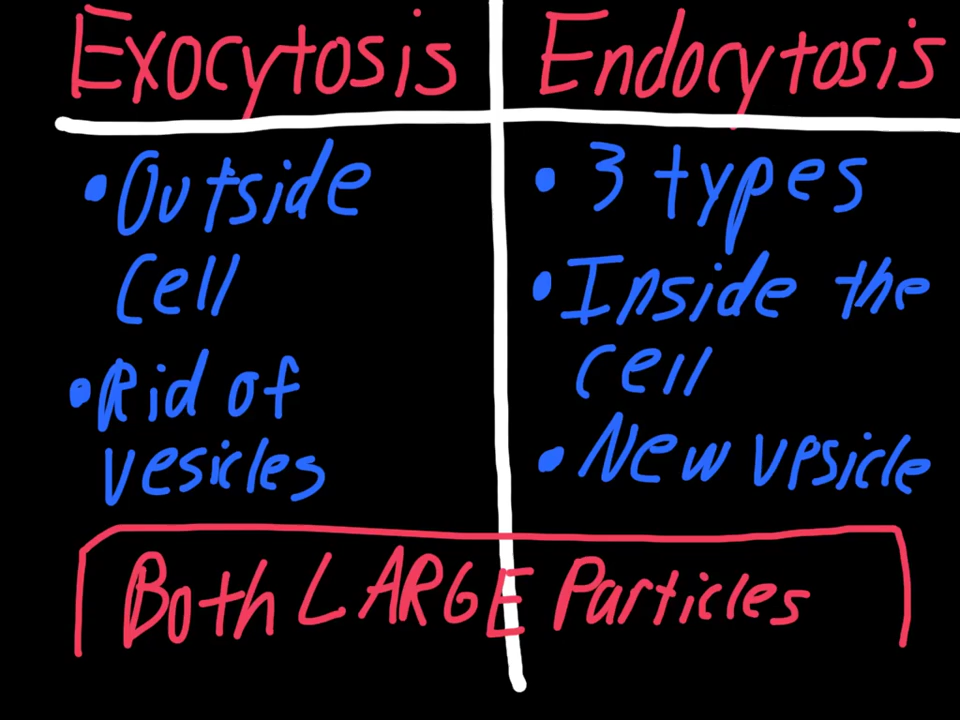 Exocytosis
• Outside
Cell
• Rid of
vesicles
Endocytosis
• 3 types
• Inside the
Cell
• New vesicle
Both LARGE Particles